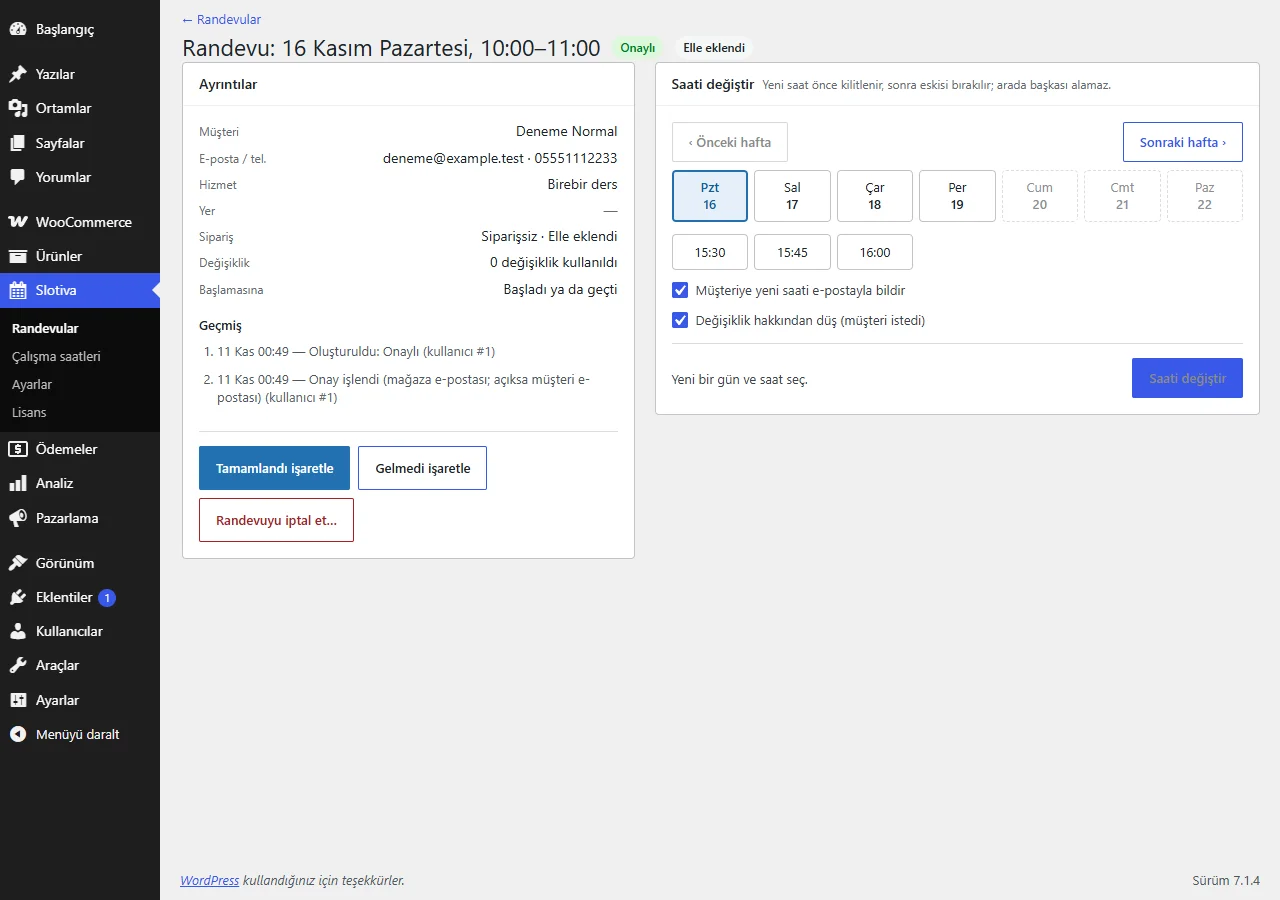 Başlangıç
Yazılar
Ortamlar
Sayfalar
Yorumlar
WooCommerce
Ürünler
Slotiva
Randevular
Çalışma saatleri
Ayarlar
Lisans
Ödemeler
Analiz
Pazarlama
Görünüm
Eklentiler 1
Kullanıcılar
Araçlar
Ayarlar
Menüyü daralt
← Randevular
Randevu: 16 Kasım Pazartesi, 10:00–11:00 Onaylı Elle eklendi
Ayrıntılar
Müşteri Deneme Normal
E-posta / tel. deneme@example.test · 05551112233
Hizmet Birebir ders
Yer —
Sipariş Siparişsiz · Elle eklendi
Değişiklik 0 değişiklik kullanıldı
Başlamasına Başladı ya da geçti
Geçmiş
1. 11 Kas 00:49 — Oluşturuldu: Onaylı (kullanıcı #1)
2. 11 Kas 00:49 — Onay işlendi (mağaza e-postası; açıksa müşteri e-
postası) (kullanıcı #1)
Tamamlandı işaretle Gelmedi işaretle
Randevuyu iptal et...
Saati değiştir Yeni saat önce kilitlenir, sonra eskisi bırakılır; arada başkası alamaz.
‹ Önceki hafta Sonraki hafta ›
Pzt Sal Çar Per Cum Cmt Paz
16 17 18 19 20 21 22
15:30 15:45 16:00
Müşteriye yeni saati e-postayla bildir
Değişiklik hakkından düş (müşteri istedi)
Yeni bir gün ve saat seç. Saati değiştir
WordPress kullandığınız için teşekkürler. Sürüm 7.1.4